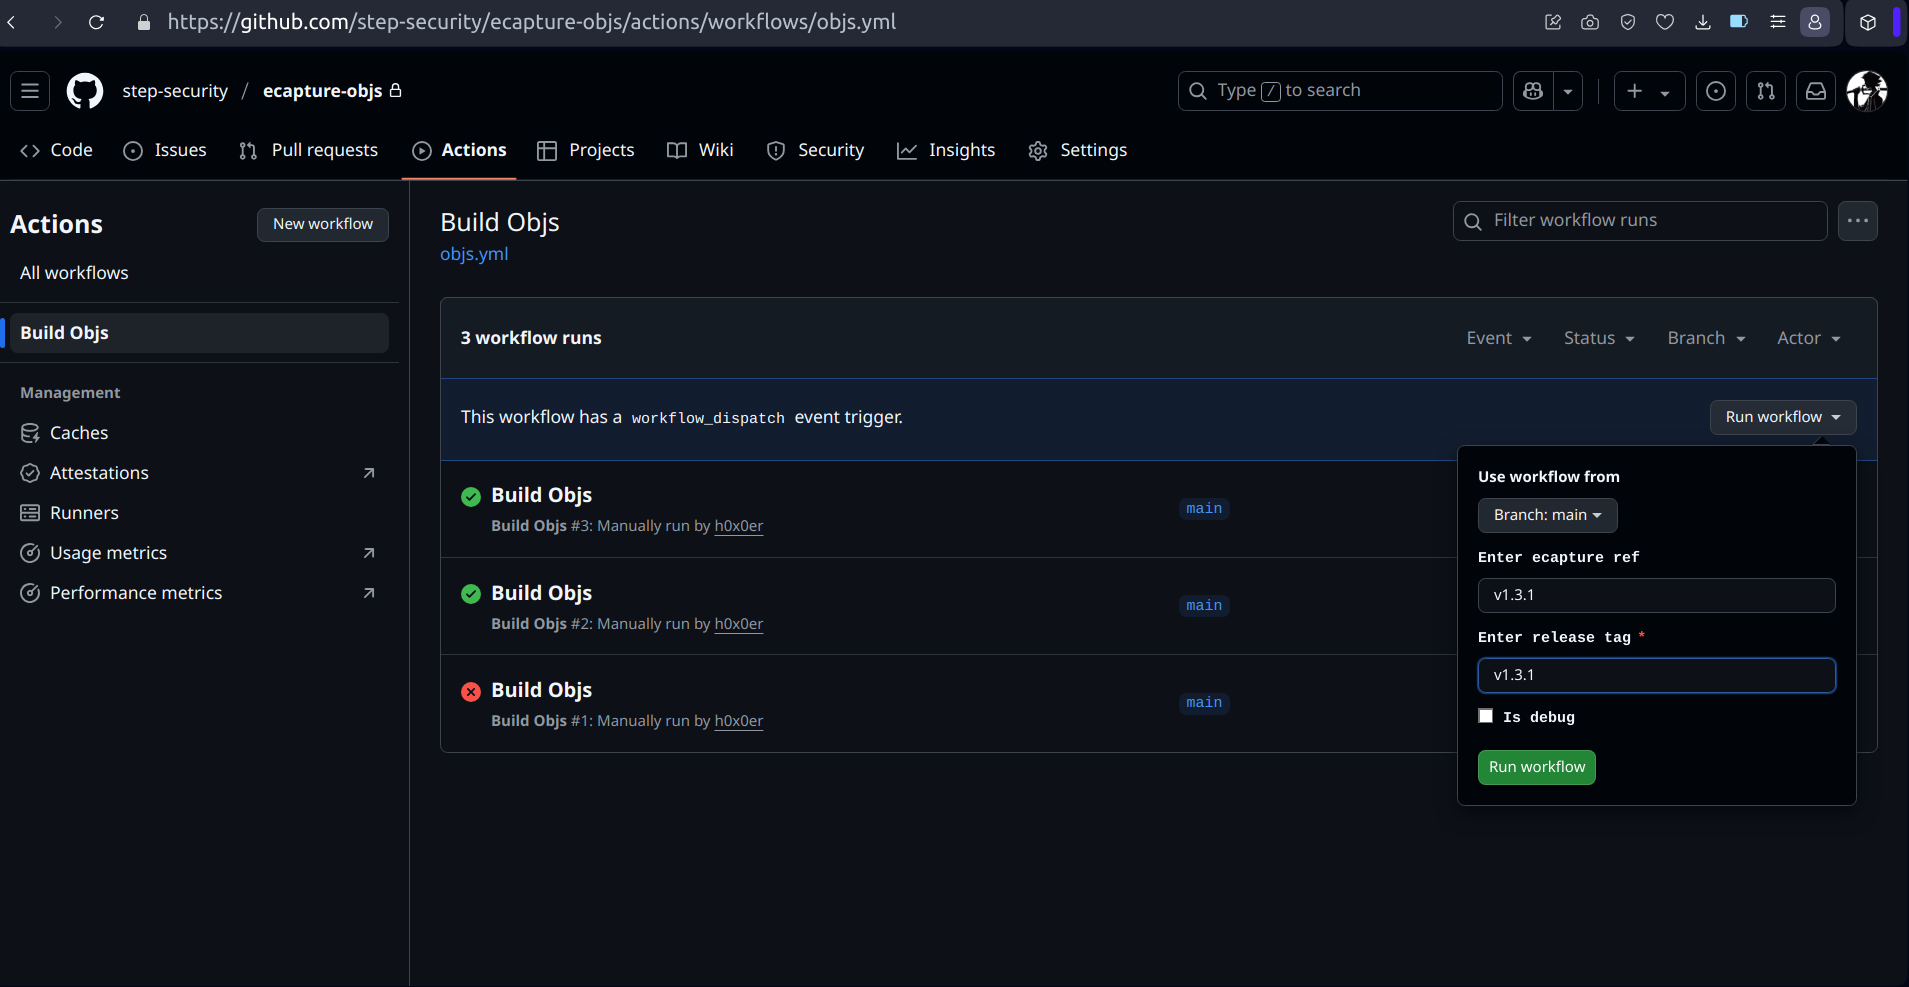 https://github.com/step-security/ecapture-objs/actions/workflows/objs.yml
step-security / ecapture-objs
Type / to search
Code Issues Pull requests Actions Projects Wiki Security Insights Settings
Actions
New workflow
All workflows
Build Objs
Management
Caches
Attestations
Runners
Usage metrics
Performance metrics
Build Objs
objs.yml
Filter workflow runs
3 workflow runs
Event Status Branch Actor
This workflow has a workflow_dispatch event trigger.
Run workflow
Build Objs
Build Objs #3: Manually run by h0x0er
main
Build Objs
Build Objs #2: Manually run by h0x0er
main
Build Objs
Build Objs #1: Manually run by h0x0er
main
Use workflow from
Branch: main
Enter ecapture ref
v1.3.1
Enter release tag *
v1.3.1
Is debug
Run workflow